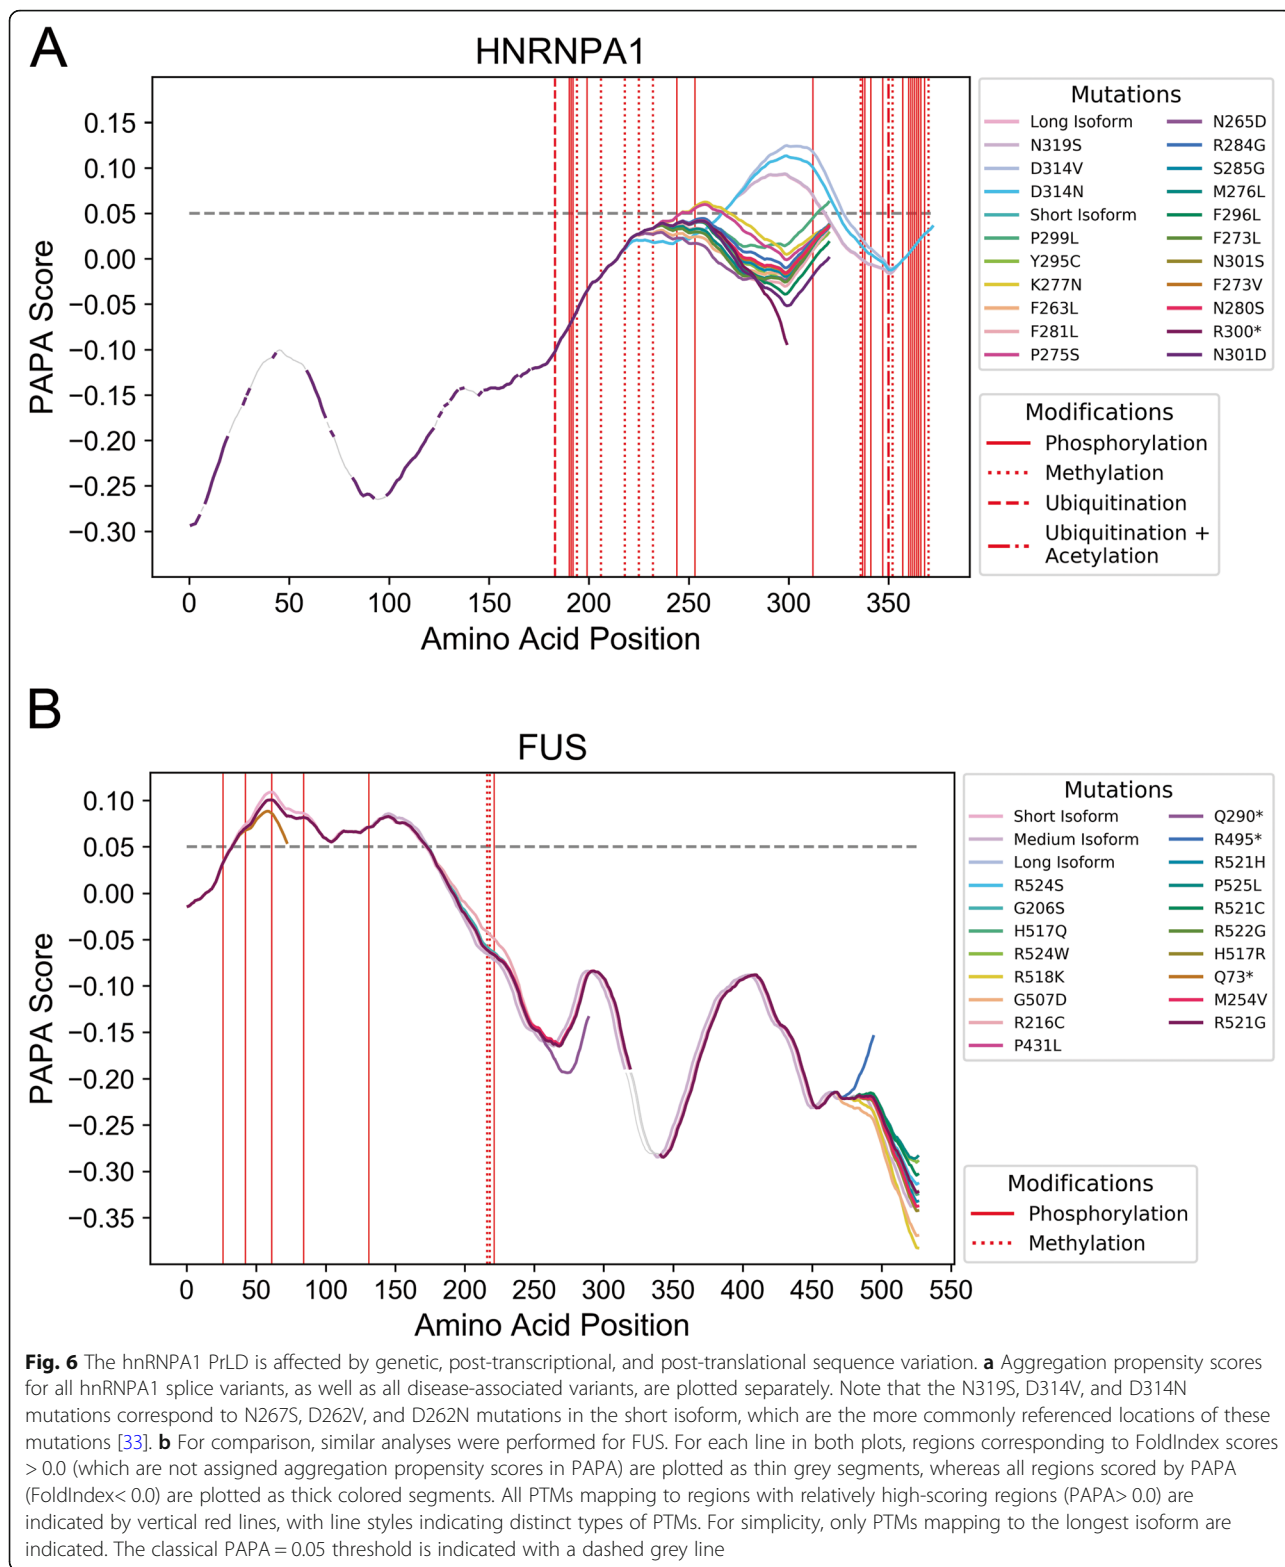 A
HNRNPA1
PAPA Score
0.15
0.10
0.05
0.00
−0.05
−0.10
−0.15
−0.20
−0.25
−0.30
0 50 100 150 200 250 300 350
Amino Acid Position
Mutations
Long Isoform
N319S
D314V
D314N
Short Isoform
P299L
Y295C
K277N
F263L
F281L
P275S
N265D
R284G
S285G
M276L
F296L
F273L
N301S
F273V
N280S
R300*
N301D
Modifications
Phosphorylation
Methylation
Ubiquitination
Ubiquitination +
Acetylation
B
FUS
PAPA Score
0.10
0.05
0.00
−0.05
−0.10
−0.15
−0.20
−0.25
−0.30
−0.35
0 50 100 150 200 250 300 350 400 450 500 550
Amino Acid Position
Mutations
Short Isoform
Medium Isoform
Long Isoform
R524S
G206S
H517Q
R524W
R518K
G507D
R216C
P431L
Q290*
R495*
R521H
P525L
R521C
R522G
H517R
Q73*
M254V
R521G
Modifications
Phosphorylation
Methylation
Fig. 6 The hnRNPA1 PrLD is affected by genetic, post-transcriptional, and post-translational sequence variation. a Aggregation propensity scores
for all hnRNPA1 splice variants, as well as all disease-associated variants, are plotted separately. Note that the N319S, D314V, and D314N
mutations correspond to N267S, D262V, and D262N mutations in the short isoform, which are the more commonly referenced locations of these
mutations [33]. b For comparison, similar analyses were performed for FUS. For each line in both plots, regions corresponding to FoldIndex scores
> 0.0 (which are not assigned aggregation propensity scores in PAPA) are plotted as thin grey segments, whereas all regions scored by PAPA
(FoldIndex< 0.0) are plotted as thick colored segments. All PTMs mapping to regions with relatively high-scoring regions (PAPA> 0.0) are
indicated by vertical red lines, with line styles indicating distinct types of PTMs. For simplicity, only PTMs mapping to the longest isoform are
indicated. The classical PAPA = 0.05 threshold is indicated with a dashed grey line